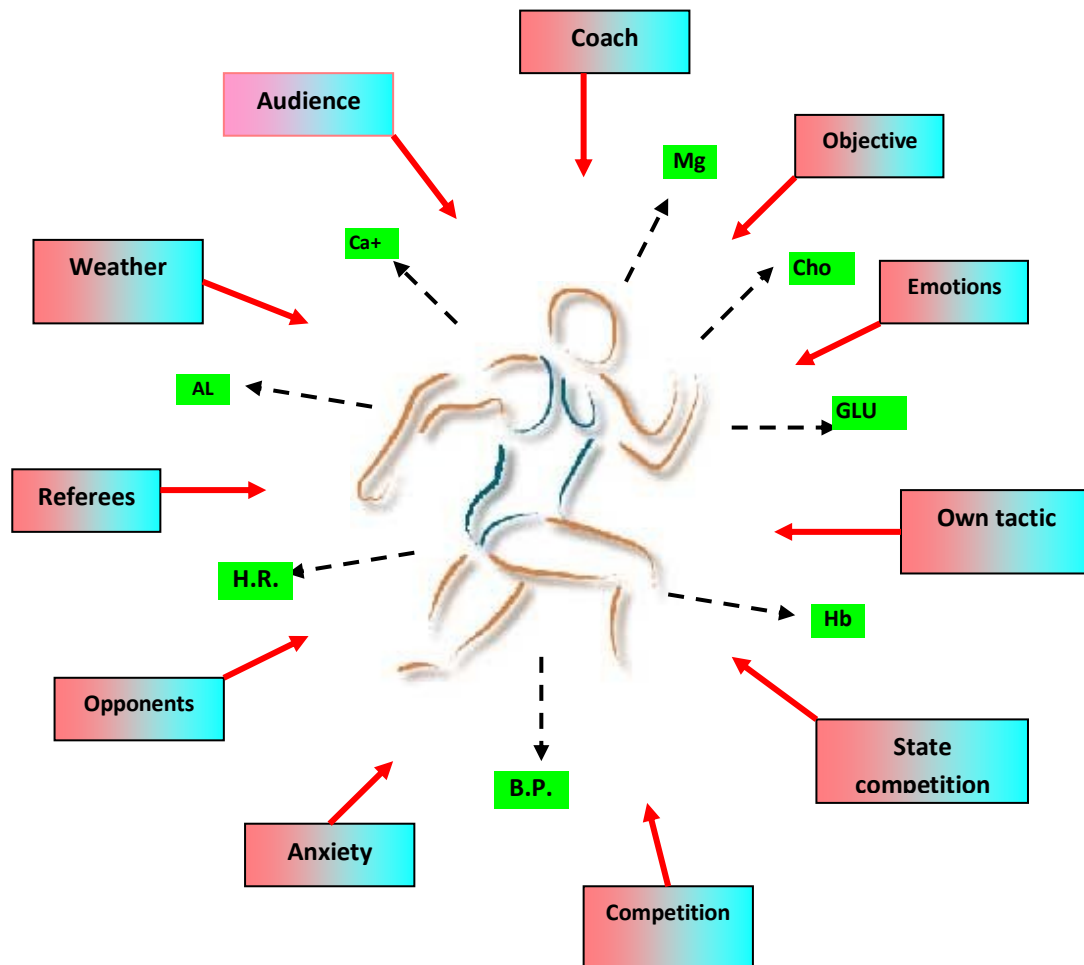 Coach
Audience
Objective
Mg
Ca+
Weather
Cho
Emotions
AL
GLU
Referees
Own tactic
H.R.
Hb
Opponents
State
competition
B.P.
Anxiety
Competition